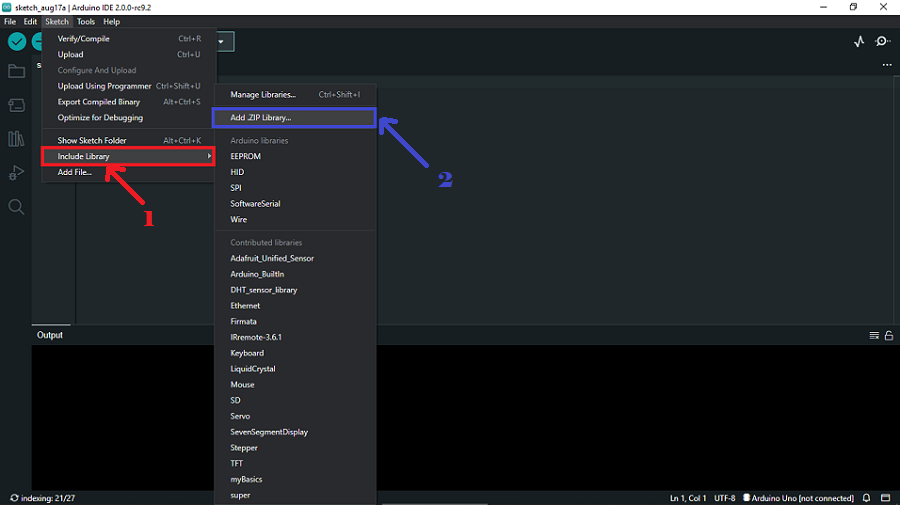 sketch_aug17a | Arduino IDE 2.0.0-rc9.2
File Edit Sketch Tools Help
Verify/Compile Ctrl+R
Upload Ctrl+U
Configure And Upload
Upload Using Programmer Ctrl+Shift+U
Export Compiled Binary Alt+Ctrl+S
Optimize for Debugging
Show Sketch Folder Alt+Ctrl+K
Include Library
Add File...
1
Manage Libraries... Ctrl+Shift+I
Add .ZIP Library...
2
Arduino libraries
EEPROM
HID
SPI
SoftwareSerial
Wire
Contributed libraries
Adafruit_Unified_Sensor
Arduino_BuiltIn
DHT_sensor_library
Ethernet
Firmata
IRremote-3.6.1
Keyboard
LiquidCrystal
Mouse
SD
Servo
SevenSegmentDisplay
Stepper
TFT
myBasics
super
Output
indexing: 21/27
Ln 1, Col 1 UTF-8 Arduino Uno [not connected]